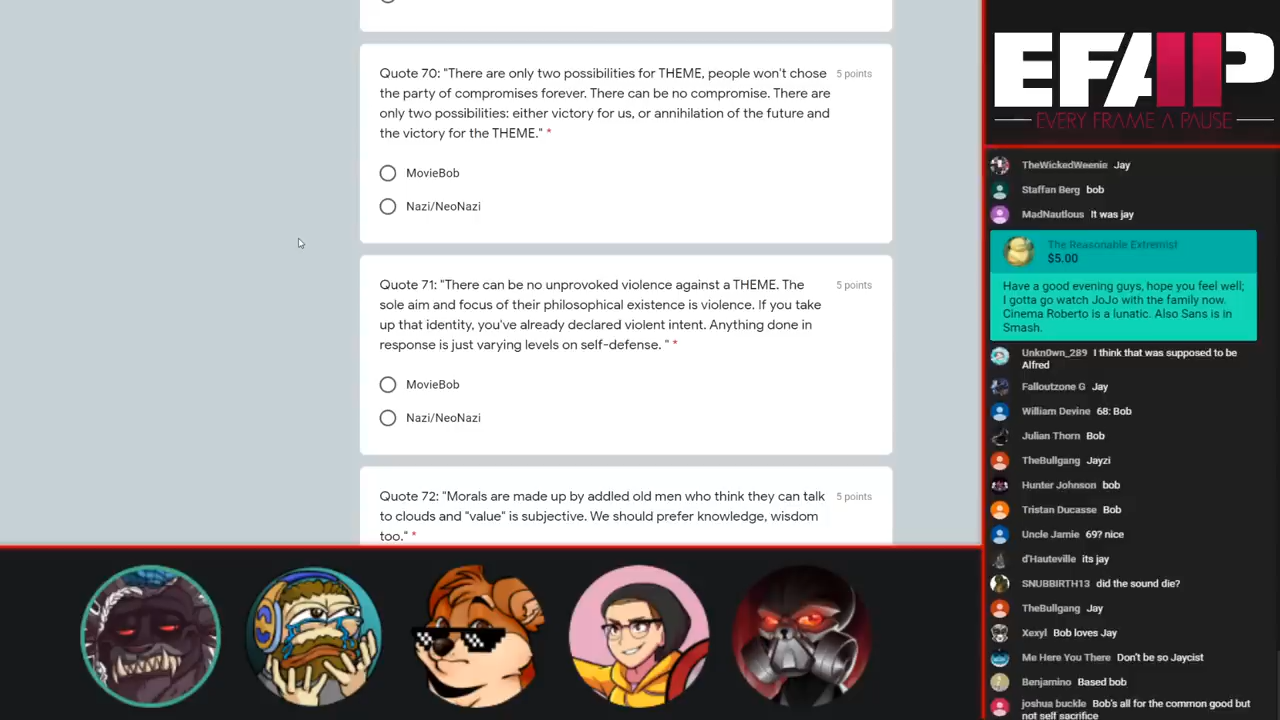 Quote 70: "There are only two possibilities for THEME, people won't chose
the party of compromises forever. There can be no compromise. There are
only two possibilities: either victory for us, or annihilation of the future and
the victory for the THEME." *
5 points
MovieBob
Nazi/NeoNazi
Quote 71: "There can be no unprovoked violence against a THEME. The
sole aim and focus of their philosophical existence is violence. If you take
up that identity, you've already declared violent intent. Anything done in
response is just varying levels on self-defense. " *
5 points
MovieBob
Nazi/NeoNazi
Quote 72: "Morals are made up by addled old men who think they can talk
to clouds and "value" is subjective. We should prefer knowledge, wisdom
too." *
5 points
EFAP
EVERY FRAME A PAUSE
TheWickedWeenie Jay
Staffan Berg bob
MadNautlous It was jay
The Reasonable Extremist
$5.00
Have a good evening guys, hope you feel well;
I gotta go watch JoJo with the family now.
Cinema Roberto is a lunatic. Also Sans is in
Smash.
Unkn0wn_289 I think that was supposed to be
Alfred
Falloutzone G Jay
William Devine 68: Bob
Julian Thorn Bob
TheBullgang Jayzi
Hunter Johnson bob
Tristan Ducasse Bob
Uncle Jamie 69? nice
d'Hauteville its jay
SNUBBIRTH13 did the sound die?
TheBullgang Jay
Xexyl Bob loves Jay
Me Here You There Don't be so Jaycist
Benjamino Based bob
joshua buckle Bob's all for the common good but
not self sacrifice